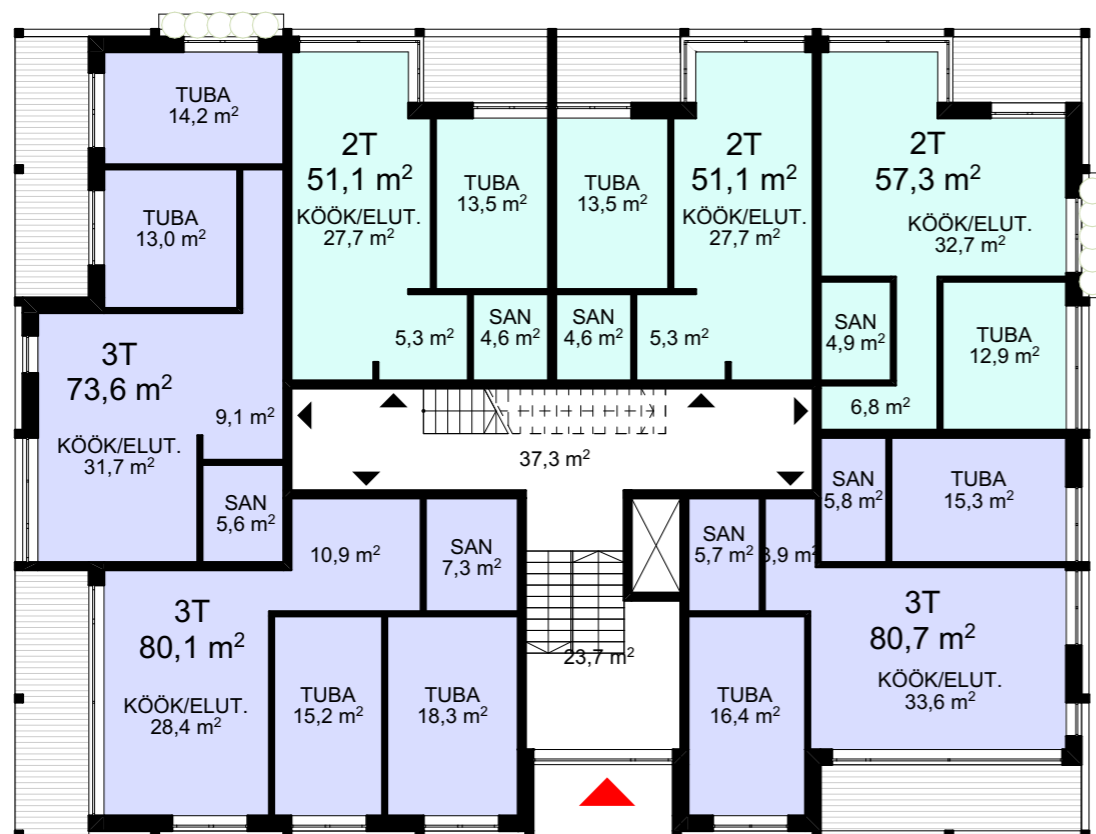 TUBA
14,2 m²
TUBA
13,0 m²
3T
73,6 m²
9,1 m²
KÖÖK/ELUT.
31,7 m²
SAN
5,6 m²
2T
51,1 m²
KÖÖK/ELUT.
27,7 m²
TUBA
13,5 m²
5,3 m²
SAN
4,6 m²
TUBA
13,5 m²
2T
51,1 m²
KÖÖK/ELUT.
27,7 m²
SAN
4,6 m²
5,3 m²
2T
57,3 m²
KÖÖK/ELUT.
32,7 m²
SAN
4,9 m²
TUBA
12,9 m²
6,8 m²
37,3 m²
10,9 m²
SAN
7,3 m²
3T
80,1 m²
KÖÖK/ELUT.
28,4 m²
TUBA
15,2 m²
TUBA
18,3 m²
23,7 m²
SAN
5,7 m²
SAN
5,8 m²
TUBA
15,3 m²
3T
80,7 m²
KÖÖK/ELUT.
33,6 m²
TUBA
16,4 m²